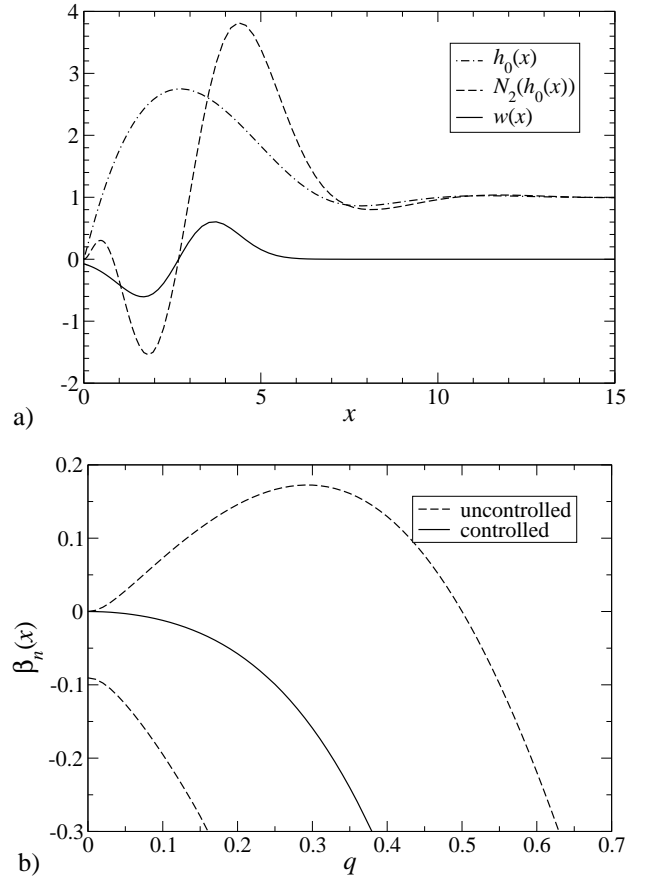 4
3
2
1
0
-1
-2
h₀(x)
N₂(h₀(x))
w(x)
0
5
10
15
a)
x
0.2
0.1
0
-0.1
-0.2
-0.3
βₙ(x)
uncontrolled
controlled
0
0.1
0.2
0.3
0.4
0.5
0.6
0.7
b)
q